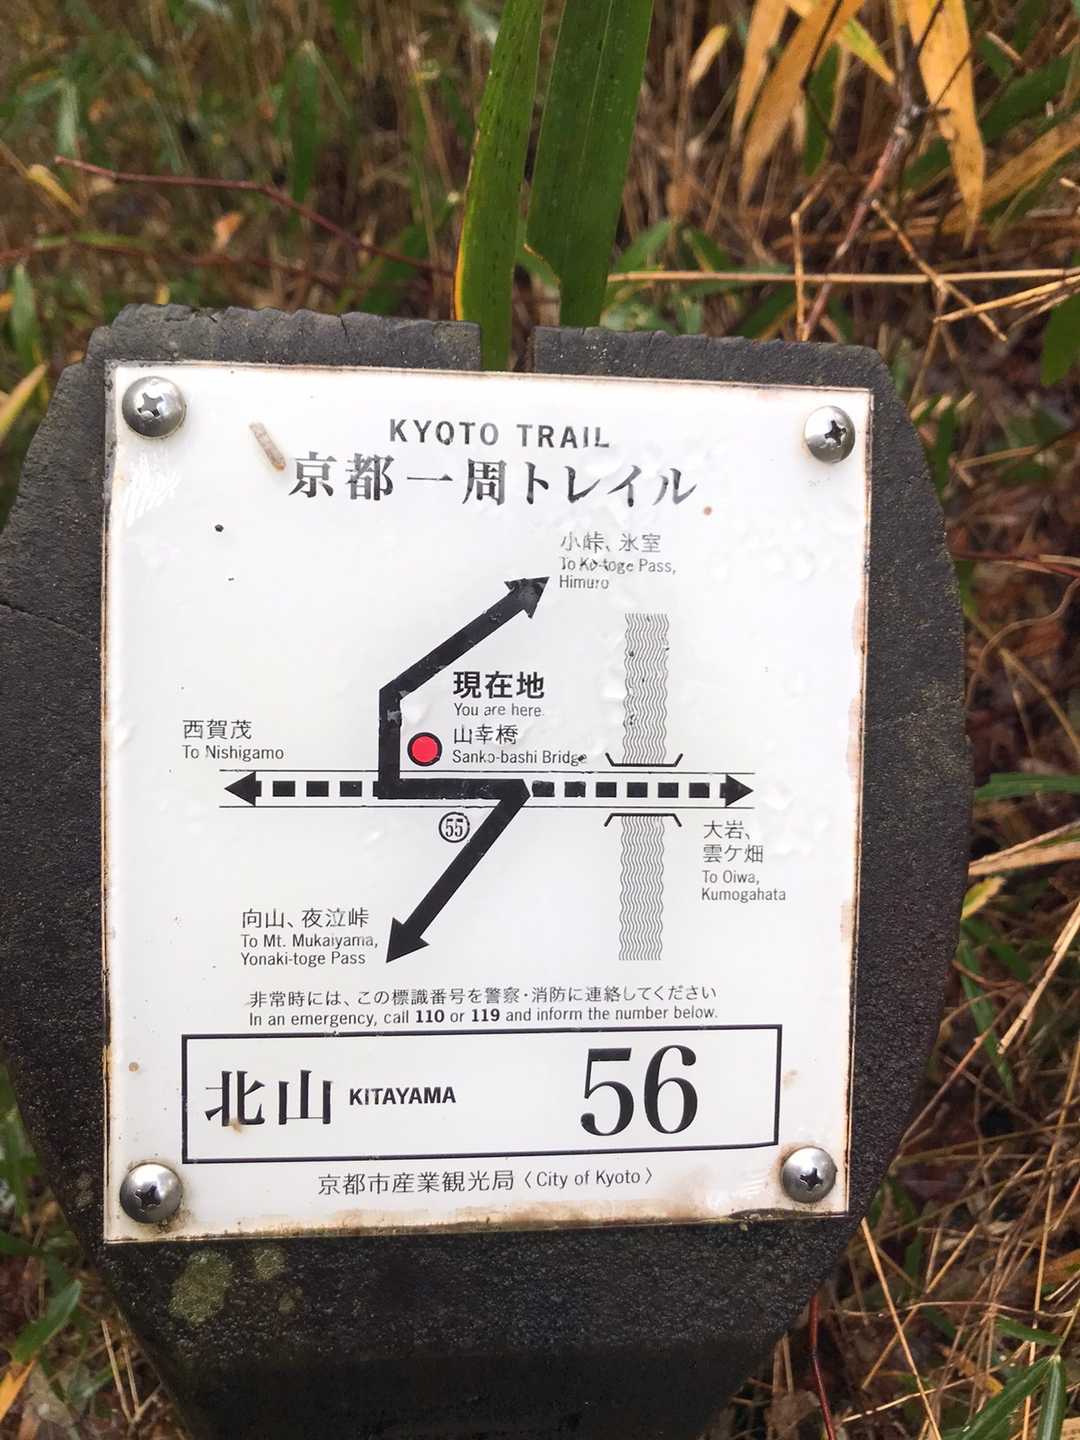 KYOTO TRAIL
京都一周トレイル
小峠、氷室
To Ko-toge Pass,
Himuro
現在地
You are here.
山幸橋
Sanko-bashi Bridge
西賀茂
To Nishigamo
55
大岩、
雲ケ畑
To Oiwa,
Kumogahata
向山、夜泣峠
To Mt. Mukaiyama,
Yonaki-toge Pass
非常時には、この標識番号を警察・消防に連絡してください
In an emergency, call 110 or 119 and inform the number below.
北山 KITAYAMA 56
京都市産業観光局〈City of Kyoto〉